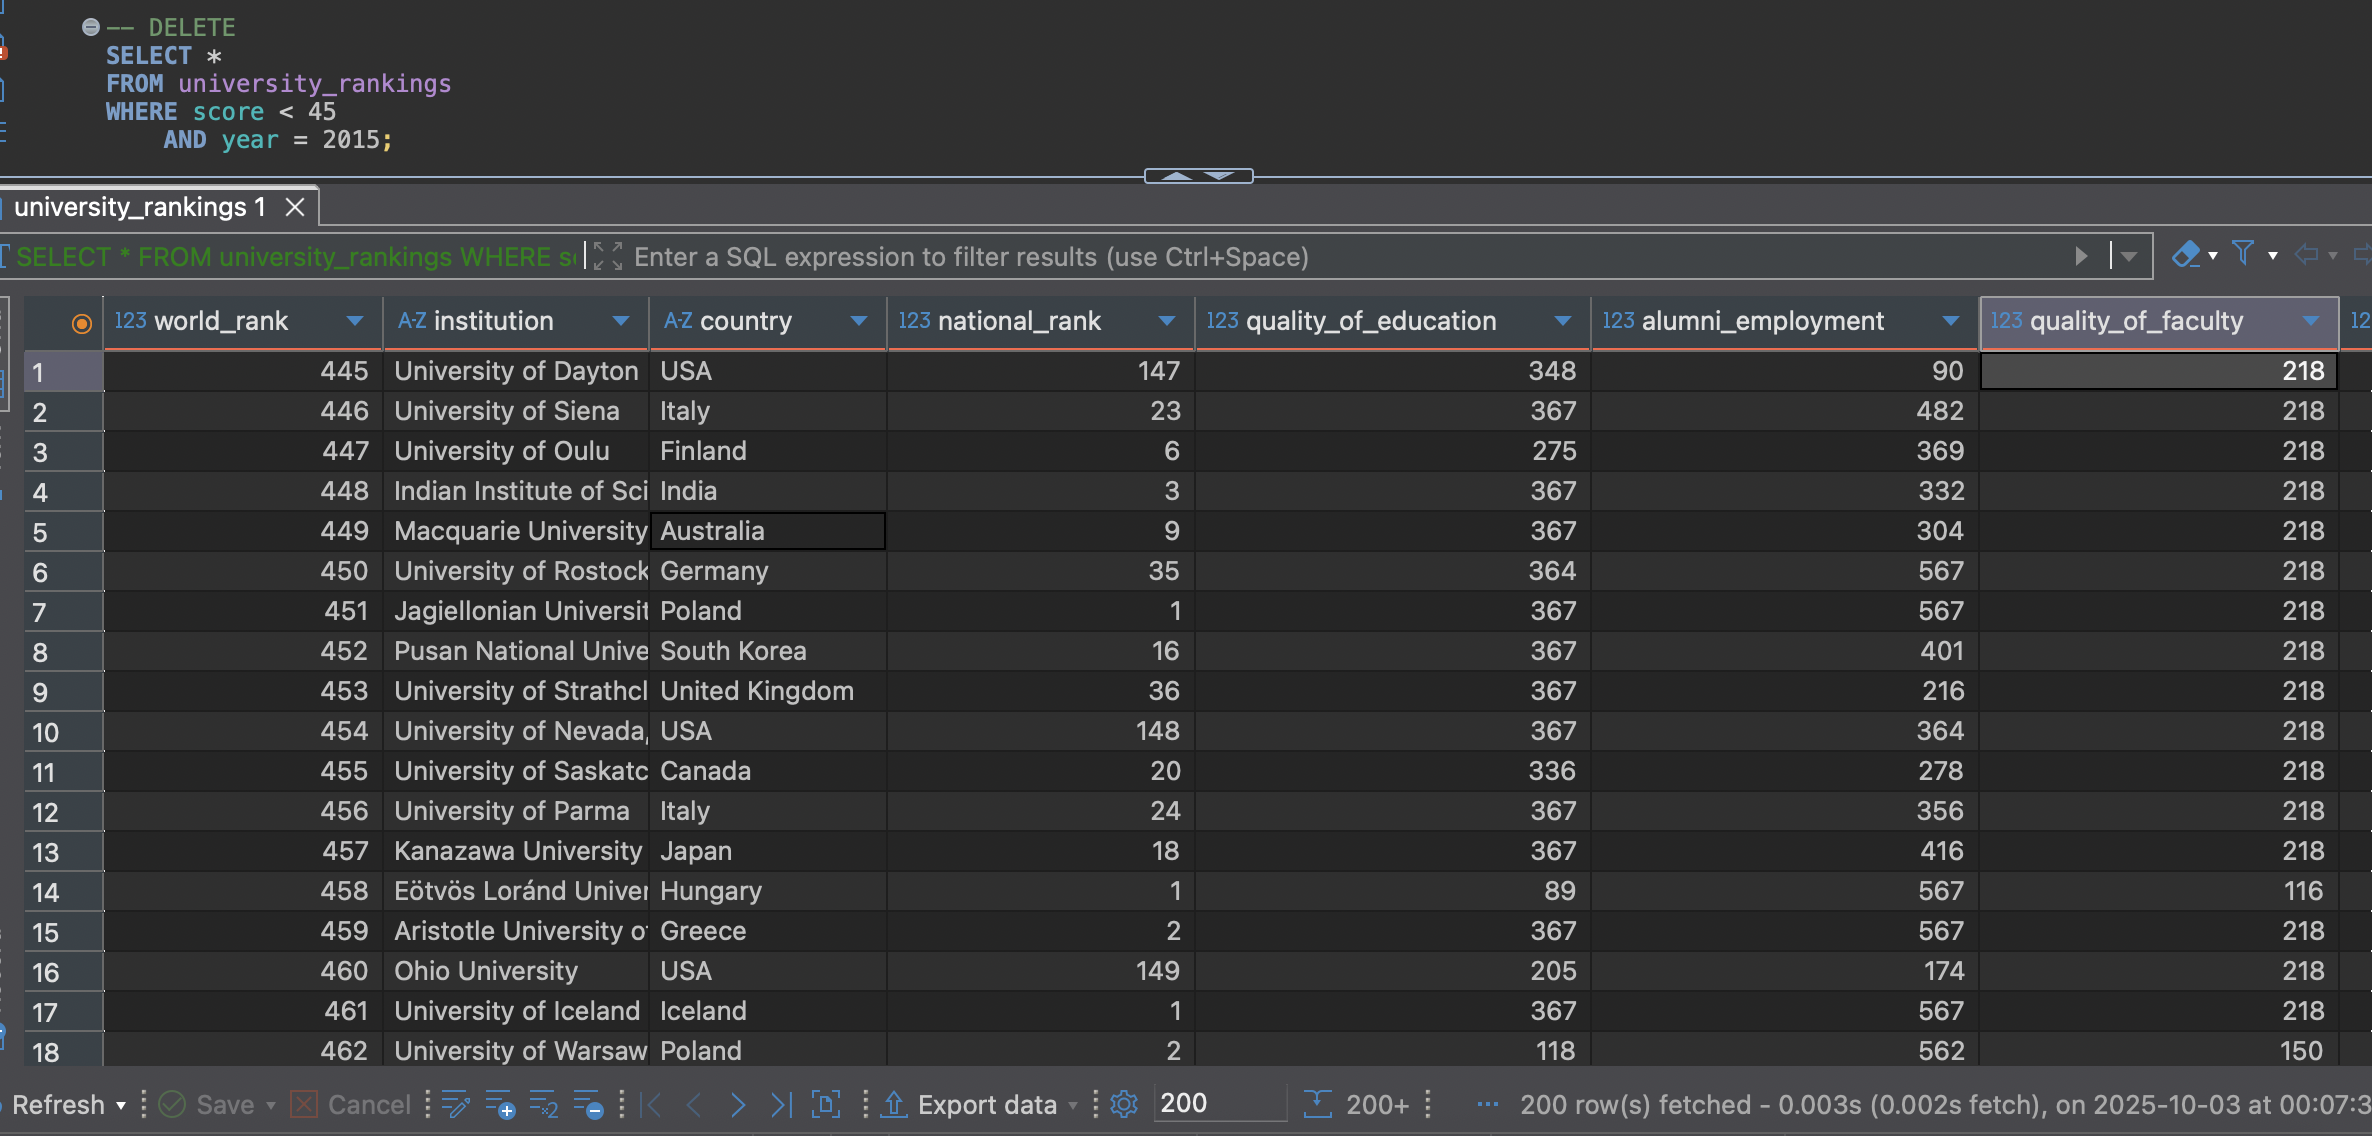 -- DELETE
SELECT *
FROM university_rankings
WHERE score < 45
AND year = 2015;
university_rankings 1
SELECT * FROM university_rankings WHERE
Enter a SQL expression to filter results (use Ctrl+Space)
123 world_rank A-Z institution A-Z country 123 national_rank 123 quality_of_education 123 alumni_employment 123 quality_of_faculty
1 445 University of Dayton USA 147 348 90 218
2 446 University of Siena Italy 23 367 482 218
3 447 University of Oulu Finland 6 275 369 218
4 448 Indian Institute of Sci India 3 367 332 218
5 449 Macquarie University Australia 9 367 304 218
6 450 University of Rostock Germany 35 364 567 218
7 451 Jagiellonian Universit Poland 1 367 567 218
8 452 Pusan National Unive South Korea 16 367 401 218
9 453 University of Strathcl United Kingdom 36 367 216 218
10 454 University of Nevada, USA 148 367 364 218
11 455 University of Saskatc Canada 20 336 278 218
12 456 University of Parma Italy 24 367 356 218
13 457 Kanazawa University Japan 18 367 416 218
14 458 Eötvös Loránd Univer Hungary 1 89 567 116
15 459 Aristotle University of Greece 2 367 567 218
16 460 Ohio University USA 149 205 174 218
17 461 University of Iceland Iceland 1 367 567 218
18 462 University of Warsaw Poland 2 118 562 150
Refresh Save Cancel Export data 200 200+ ... 200 row(s) fetched - 0.003s (0.002s fetch), on 2025-10-03 at 00:07:3